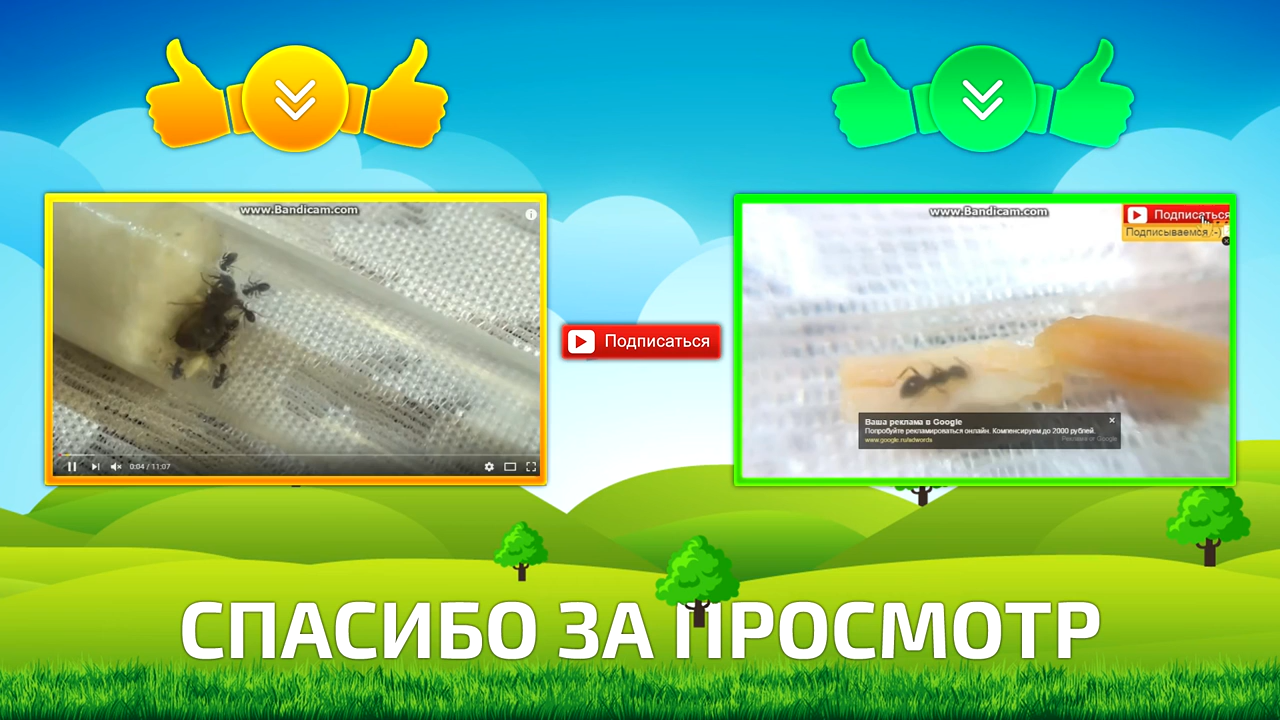 www.Bandicam.com
0:04 / 11:07
Подписаться
www.Bandicam.com
Подписаться
Подписываемся :-)
Ваша реклама в Google
Попробуйте рекламироваться онлайн. Компенсируем до 2000 рублей.
www.google.ru/adwords
Реклама от Google
СПАСИБО ЗА ПРОСМОТР